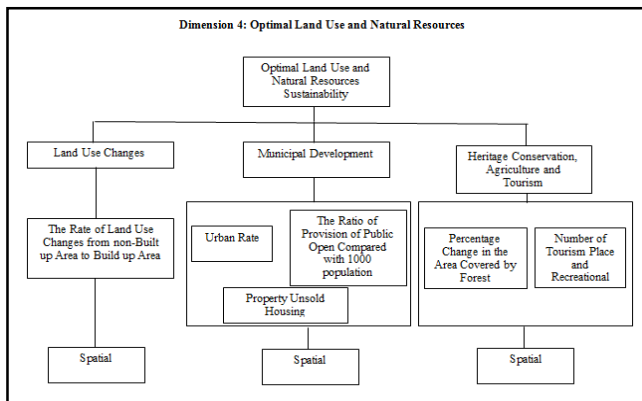 Dimension 4: Optimal Land Use and Natural Resources
Optimal Land Use and
Natural Resources
Sustainability
Land Use Changes
Municipal Development
Heritage Conservation,
Agriculture and
Tourism
The Rate of Land Use
Changes from non-Built
up Area to Build up Area
Urban Rate
The Ratio of
Provision of Public
Open Compared
with 1000
population
Property Unsold
Housing
Percentage
Change in the
Area Covered by
Forest
Number of
Tourism Place
and
Recreational
Spatial
Spatial
Spatial